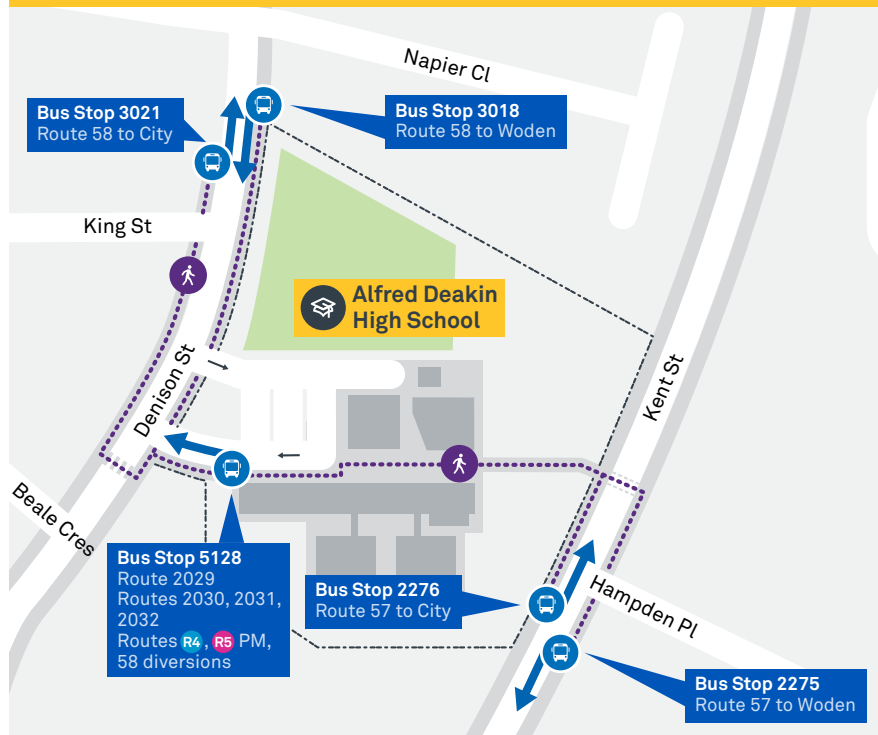 Napier Cl
Bus Stop 3021
Route 58 to City
Bus Stop 3018
Route 58 to Woden
King St
Alfred Deakin
High School
Denison St
Kent St
Beale Cres
Bus Stop 5128
Route 2029
Routes 2030, 2031,
2032
Routes R4, R5 PM,
58 diversions
Bus Stop 2276
Route 57 to City
Hampden Pl
Bus Stop 2275
Route 57 to Woden